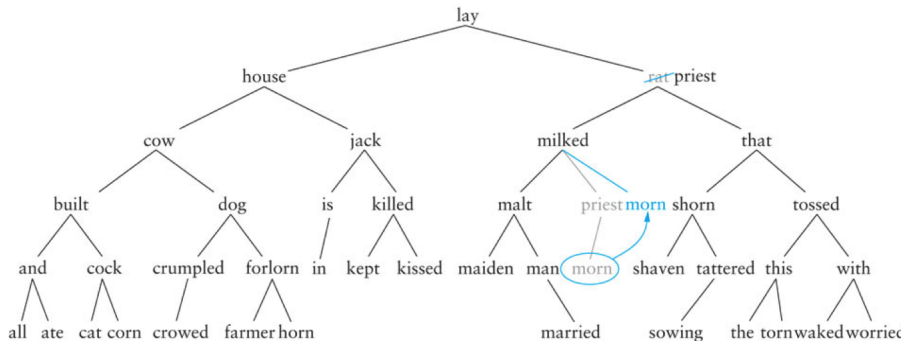 lay
house rat priest
cow jack milked that
built dog is killed malt priest morn shorn tossed
and cock crumpled forlorn in kept kissed maiden man morn shaven tattered this with
all ate cat corn crowed farmer horn married sowing the torn waked worried